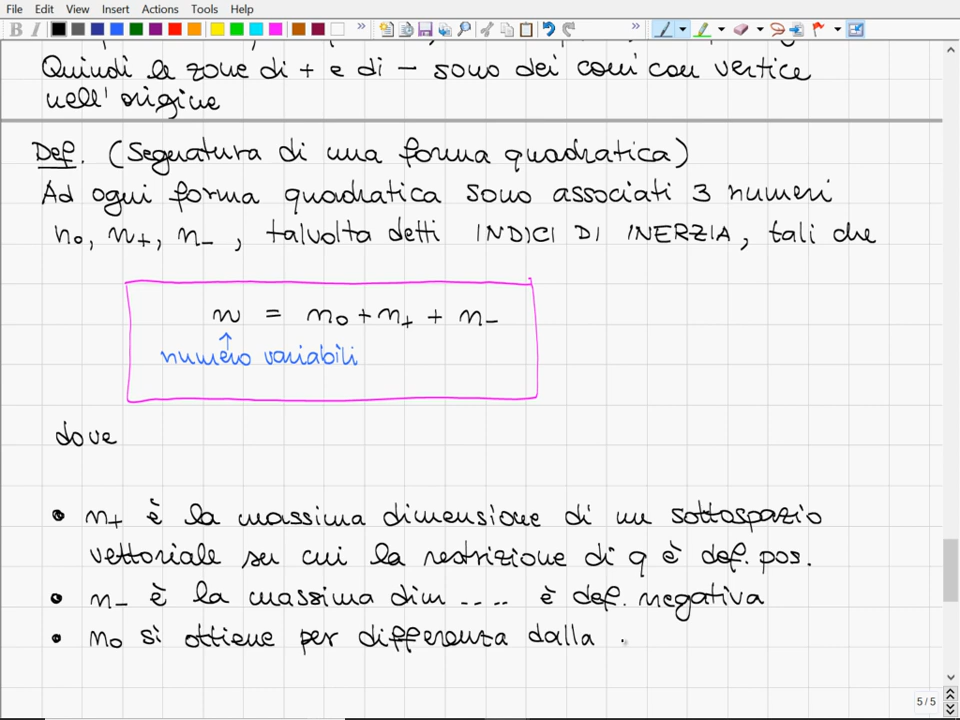 File Edit View Insert Actions Tools Help
Quindi le zone di + e di - sono dei coni con vertice
nell'origine
Def. (Segnatura di una forma quadratica)
Ad ogni forma quadratica sono associati 3 numeri
n₀, n₊, n₋, talvolta detti INDICI DI INERZIA, tali che
n = n₀ + n₊ + n₋
↑
numero variabili
dove
• n₊ è la massima dimensione di un sottospazio
vettoriale su cui la restrizione di q è def. pos.
• n₋ è la massima dim .... è def. negativa
• n₀ si ottiene per differenza dalla
5 / 5